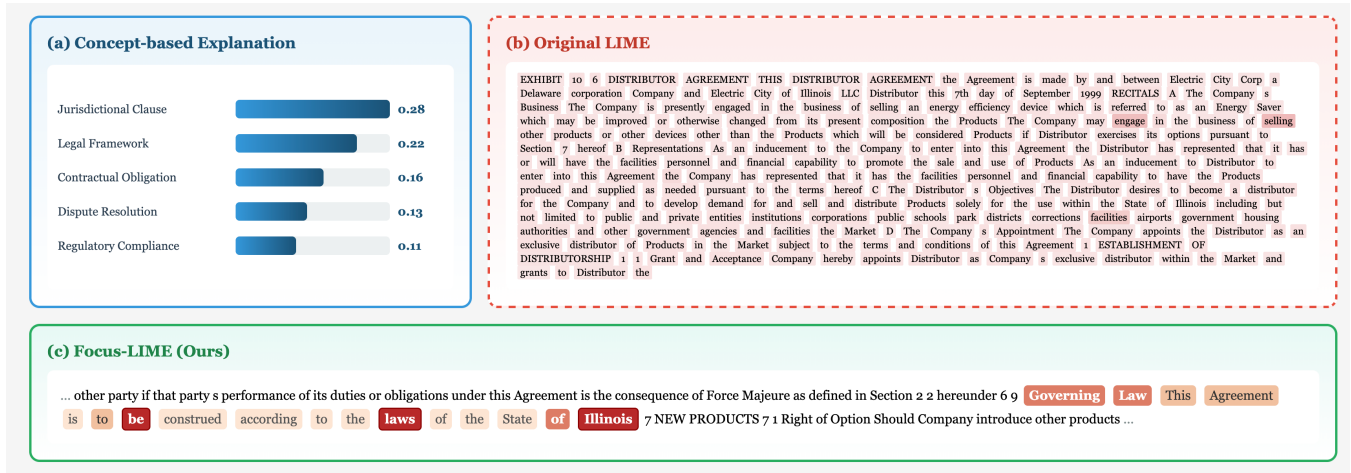 (a) Concept-based Explanation
Jurisdictional Clause 0.28
Legal Framework 0.22
Contractual Obligation 0.16
Dispute Resolution 0.13
Regulatory Compliance 0.11
(b) Original LIME
EXHIBIT 10 6 DISTRIBUTOR AGREEMENT THIS DISTRIBUTOR AGREEMENT the Agreement is made by and between Electric City Corp a
Delaware corporation Company and Electric City of Illinois LLC Distributor this 7th day of September 1999 RECITALS A The Company s
Business The Company is presently engaged in the business of selling an energy efficiency device which is referred to as an Energy Saver
which may be improved or otherwise changed from its present composition the Products The Company may engage in the business of selling
other products or other devices other than the Products which will be considered Products if Distributor exercises its options pursuant to
Section 7 hereof B Representations As an inducement to the Company to enter into this Agreement the Distributor has represented that it has
or will have the facilities personnel and financial capability to promote the sale and use of Products As an inducement to Distributor to
enter into this Agreement the Company has represented that it has the facilities personnel and financial capability to have the Products
produced and supplied as needed pursuant to the terms hereof C The Distributor s Objectives The Distributor desires to become a distributor
for the Company and to develop demand for and sell and distribute Products solely for the use within the State of Illinois including but
not limited to public and private entities institutions corporations public schools park districts corrections facilities airports government housing
authorities and other government agencies and facilities the Market D The Company s Appointment The Company appoints the Distributor as an
exclusive distributor of Products in the Market subject to the terms and conditions of this Agreement 1 ESTABLISHMENT OF
DISTRIBUTORSHIP 1 1 Grant and Acceptance Company hereby appoints Distributor as Company s exclusive distributor within the Market and
grants to Distributor the
(c) Focus-LIME (Ours)
... other party if that party s performance of its duties or obligations under this Agreement is the consequence of Force Majeure as defined in Section 2 2 hereunder 6 9 Governing Law This Agreement
is to be construed according to the laws of the State of Illinois 7 NEW PRODUCTS 7 1 Right of Option Should Company introduce other products ...